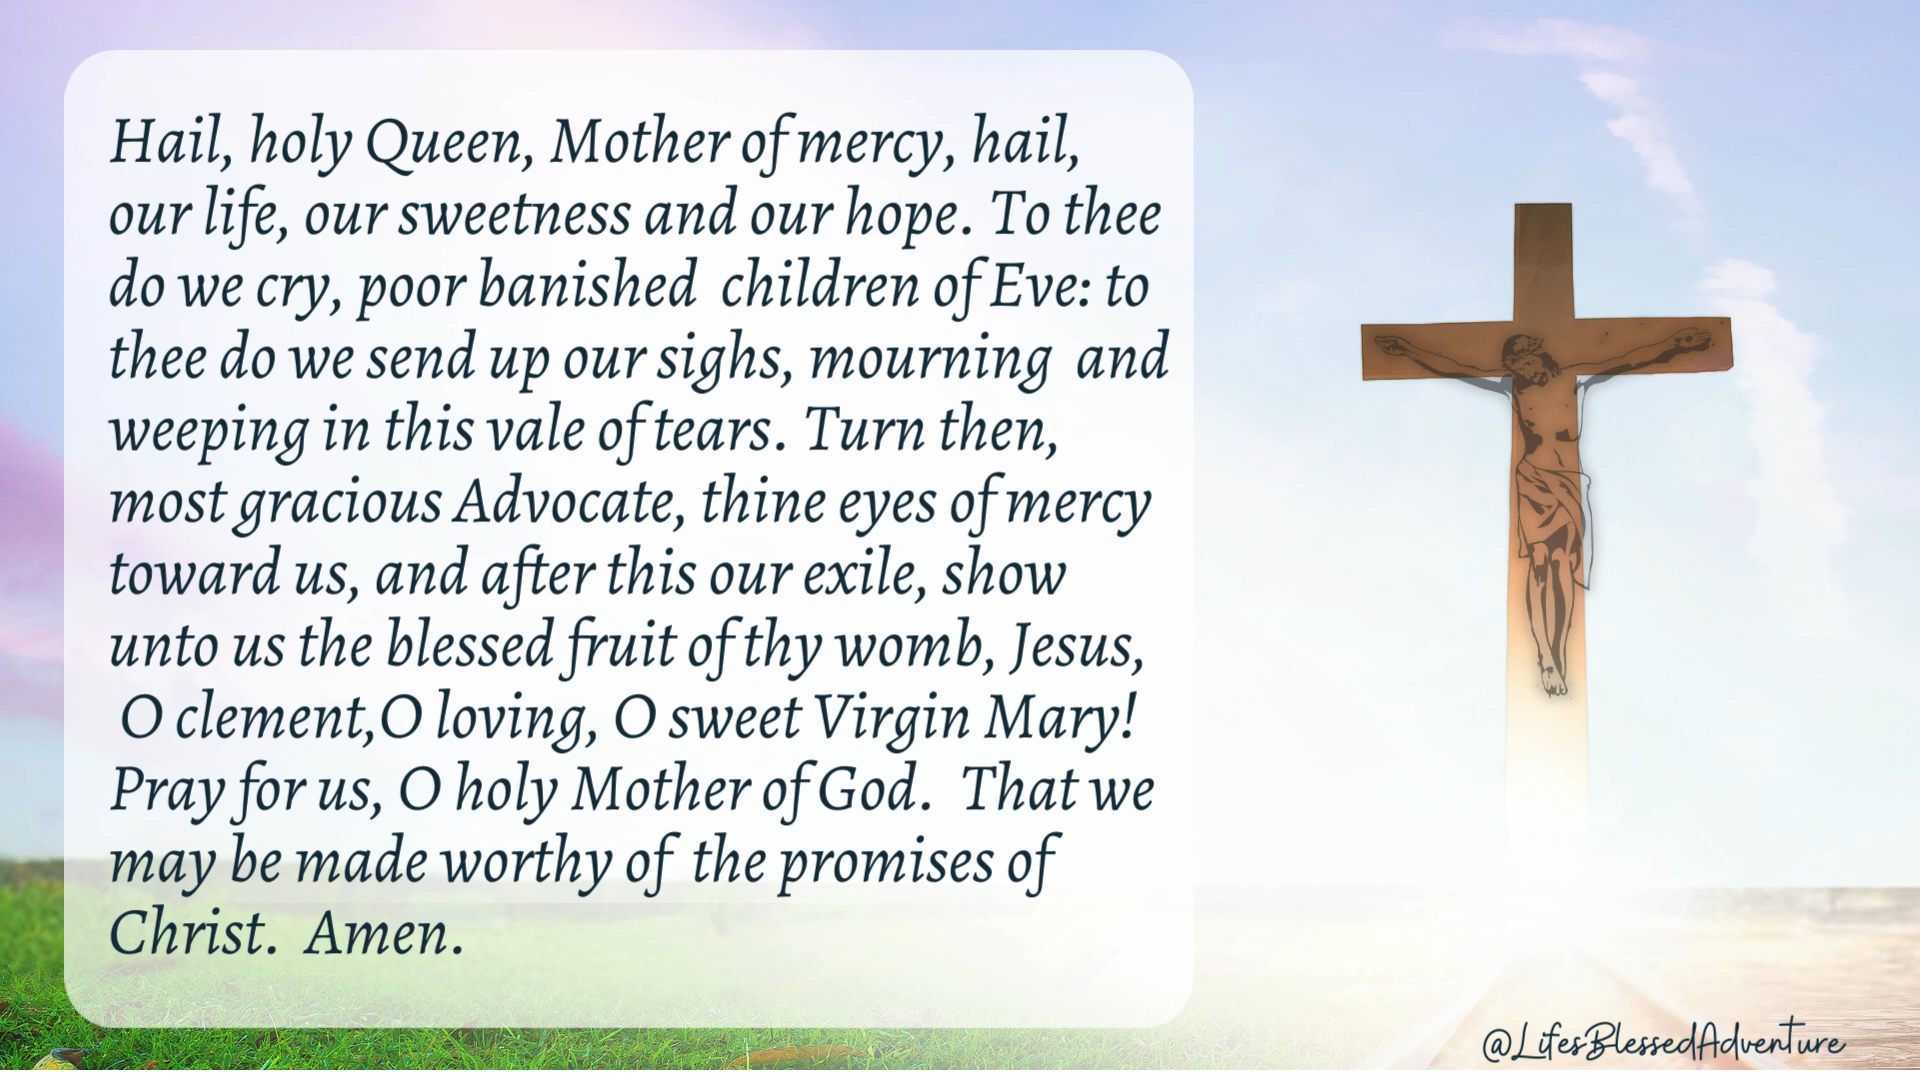 Hail, holy Queen, Mother of mercy, hail,
our life, our sweetness and our hope. To thee
do we cry, poor banished  children of Eve: to
thee do we send up our sighs, mourning  and
weeping in this vale of tears. Turn then,
most gracious Advocate, thine eyes of mercy
toward us, and after this our exile, show
unto us the blessed fruit of thy womb, Jesus,
O clement,O loving, O sweet Virgin Mary!
Pray for us, O holy Mother of God.  That we
may be made worthy of  the promises of
Christ.  Amen.
@LifesBlessedAdventure